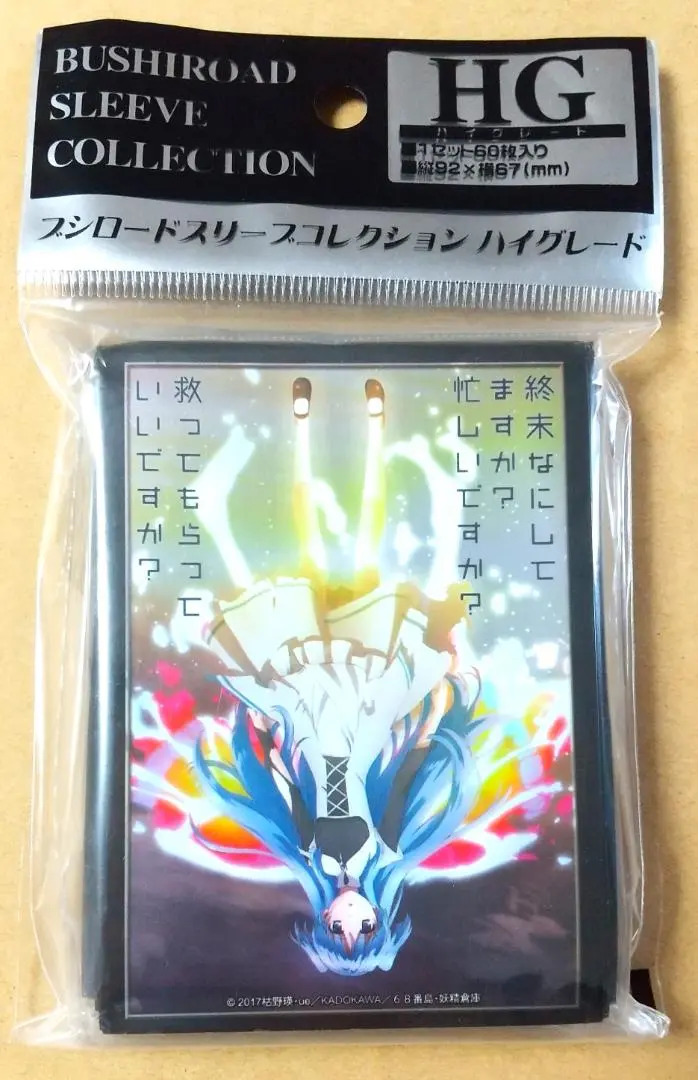 BUSHIROAD
SLEEVE
COLLECTION
HG
ハイグレード
■1セット60枚入り
■縦92×横67(mm)
ブシロードスリーブコレクション ハイグレード
終末なにして
ますか?
忙しいですか?
救ってもらって
いいですか?
© 2017枯野瑛・ue/KADOKAWA/68番島・妖精倉庫